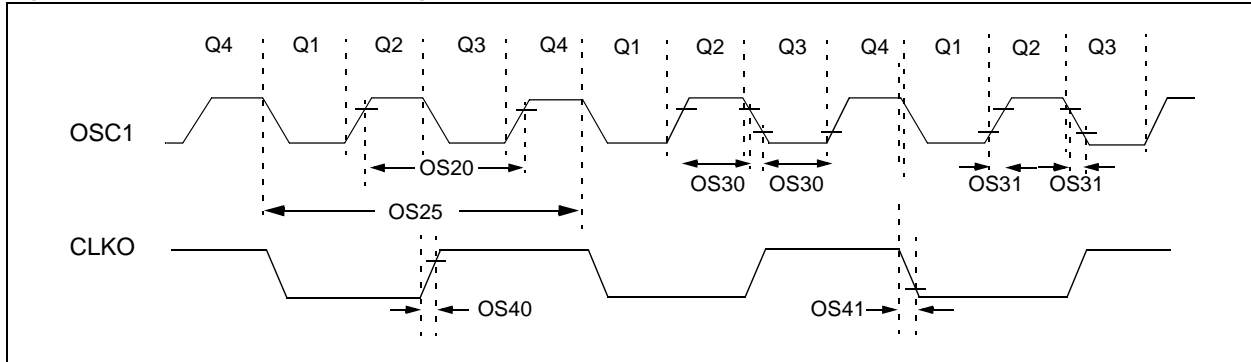 Q4 Q1 Q2 Q3 Q4 Q1 Q2 Q3 Q4 Q1 Q2 Q3
OSC1
OS20
OS30 OS30
OS31 OS31
OS25
CLKO
OS40
OS41